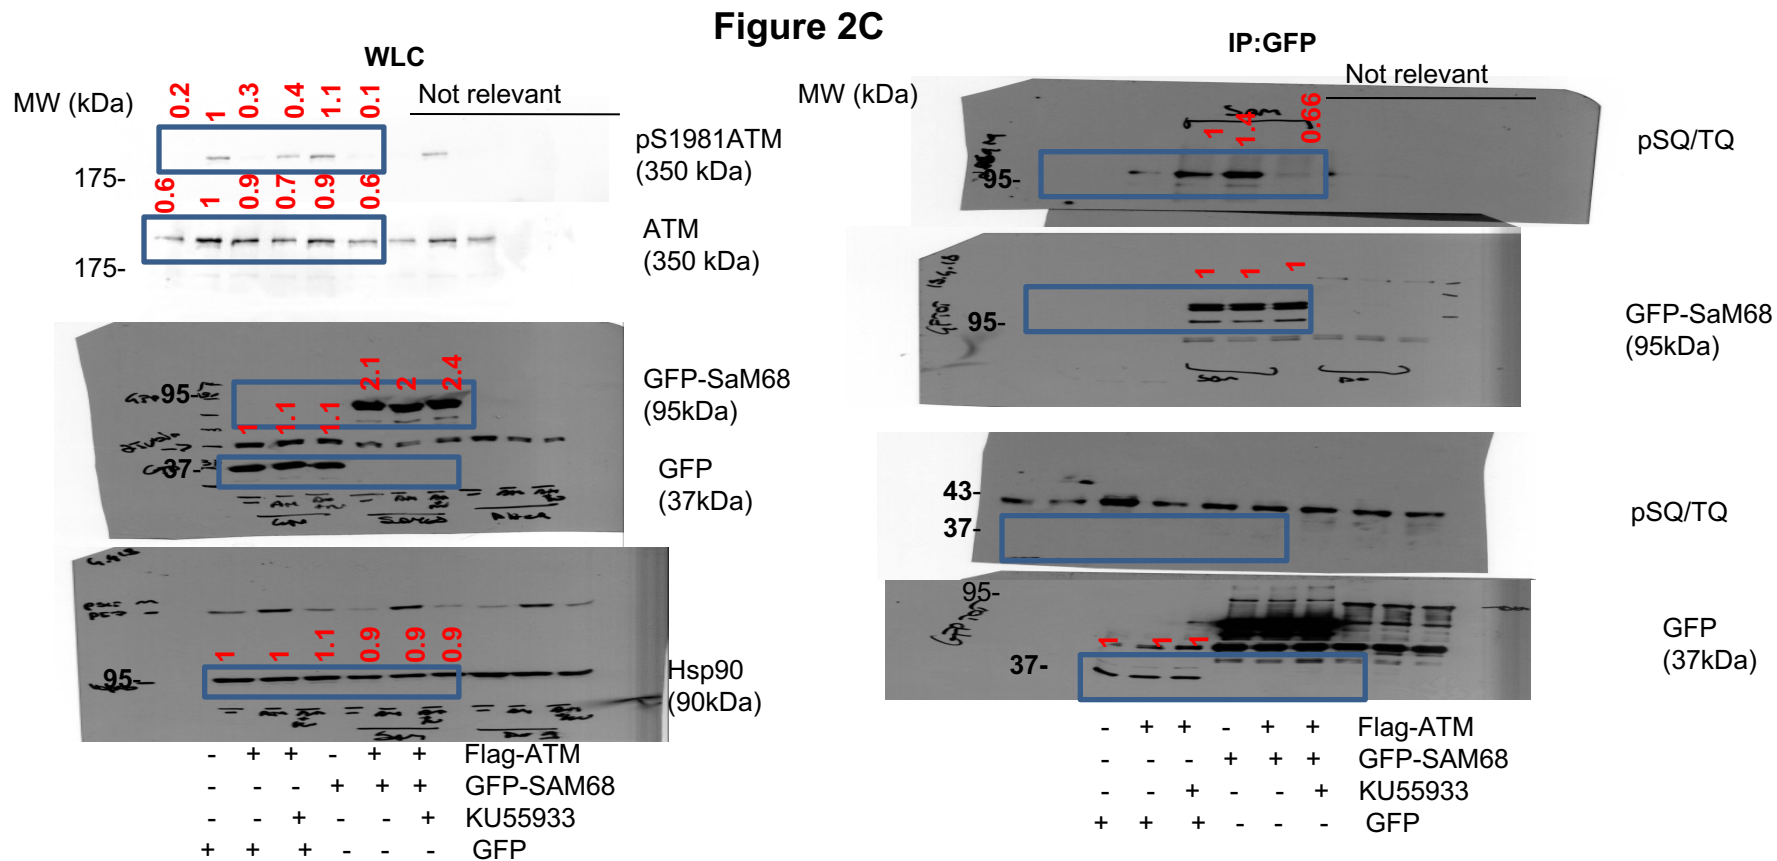 Figure 2C
WLC
MW (kDa)
0.2 1 0.3 0.4 1.1 0.1
Not relevant
pS1981ATM
(350 kDa)
175-
0.6 1 0.9 0.7 0.9 0.6
ATM
(350 kDa)
175-
2.1 2 2.4
GFP-SaM68
(95kDa)
95-
1 1.1 1.1
GFP
(37kDa)
37-
1 1 1.1 0.9 0.9 0.9
Hsp90
(90kDa)
95-
- + + - + + Flag-ATM
- - - + + + GFP-SAM68
- - + - - + KU55933
+ + + - - - GFP
IP:GFP
MW (kDa)
Not relevant
Sam
1 1.4 0.66
pSQ/TQ
95-
1 1 1
GFP-SaM68
(95kDa)
95-
Sam
43-
37-
pSQ/TQ
95-
1 1 1
GFP
(37kDa)
37-
- + + - + + Flag-ATM
- - - + + + GFP-SAM68
- - + - - + KU55933
+ + + - - - GFP